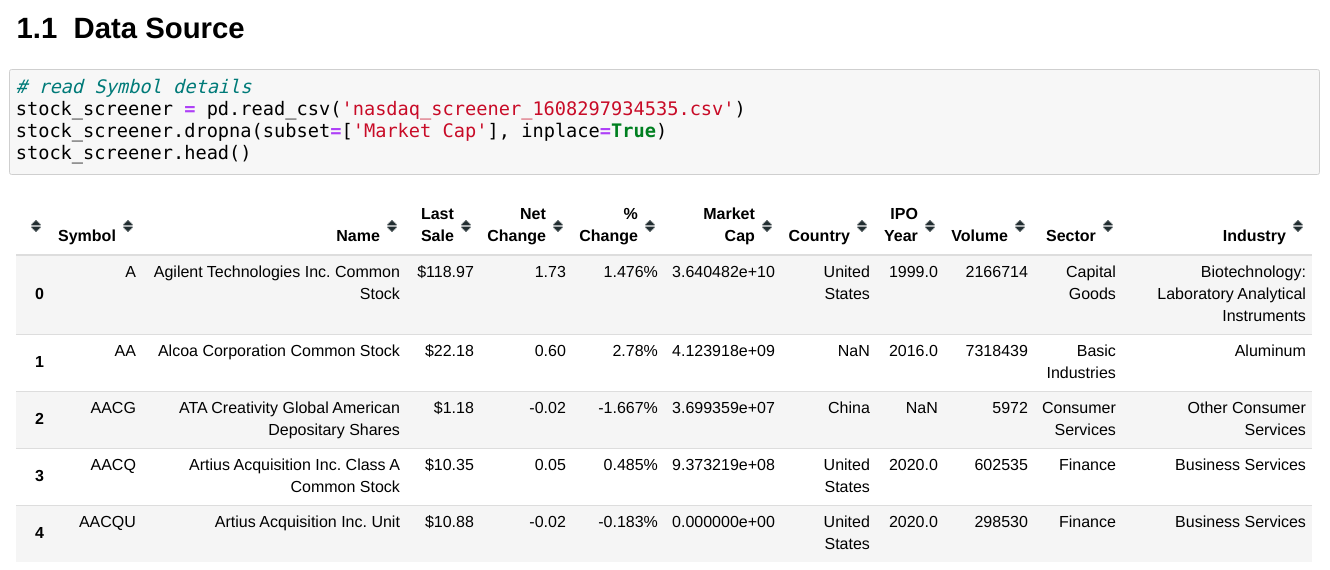 1.1 Data Source
# read Symbol details
stock_screener = pd.read_csv('nasdaq_screener_1608297934535.csv')
stock_screener.dropna(subset=['Market Cap'], inplace=True)
stock_screener.head()
Symbol Name Last Sale Net Change % Change Market Cap Country IPO Year Volume Sector Industry
0 A Agilent Technologies Inc. Common Stock $118.97 1.73 1.476% 3.640482e+10 United States 1999.0 2166714 Capital Goods Biotechnology: Laboratory Analytical Instruments
1 AA Alcoa Corporation Common Stock $22.18 0.60 2.78% 4.123918e+09 NaN 2016.0 7318439 Basic Industries Aluminum
2 AACG ATA Creativity Global American Depositary Shares $1.18 -0.02 -1.667% 3.699359e+07 China NaN 5972 Consumer Services Other Consumer Services
3 AACQ Artius Acquisition Inc. Class A Common Stock $10.35 0.05 0.485% 9.373219e+08 United States 2020.0 602535 Finance Business Services
4 AACQU Artius Acquisition Inc. Unit $10.88 -0.02 -0.183% 0.000000e+00 United States 2020.0 298530 Finance Business Services